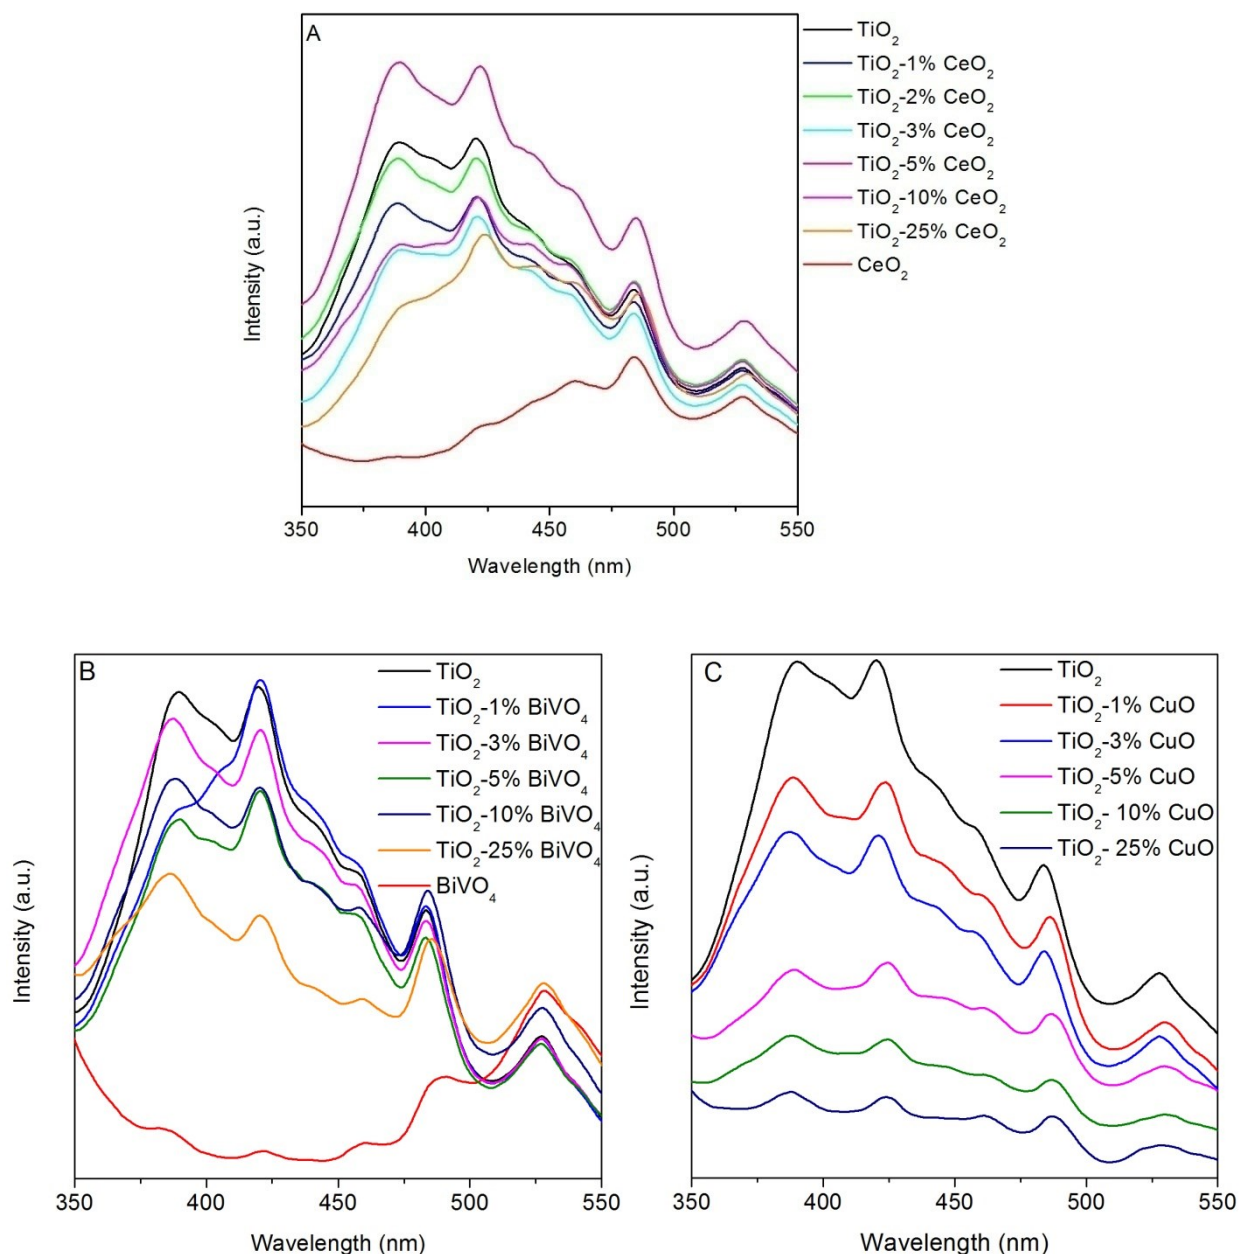 A
TiO2
TiO2-1% CeO2
TiO2-2% CeO2
TiO2-3% CeO2
TiO2-5% CeO2
TiO2-10% CeO2
TiO2-25% CeO2
CeO2
Intensity (a.u.)
350 400 450 500 550
Wavelength (nm)
B
TiO2
TiO2-1% BiVO4
TiO2-3% BiVO4
TiO2-5% BiVO4
TiO2-10% BiVO4
TiO2-25% BiVO4
BiVO4
Intensity (a.u.)
350 400 450 500 550
Wavelength (nm)
C
TiO2
TiO2-1% CuO
TiO2-3% CuO
TiO2-5% CuO
TiO2- 10% CuO
TiO2- 25% CuO
Intensity (a.u.)
350 400 450 500 550
Wavelength (nm)